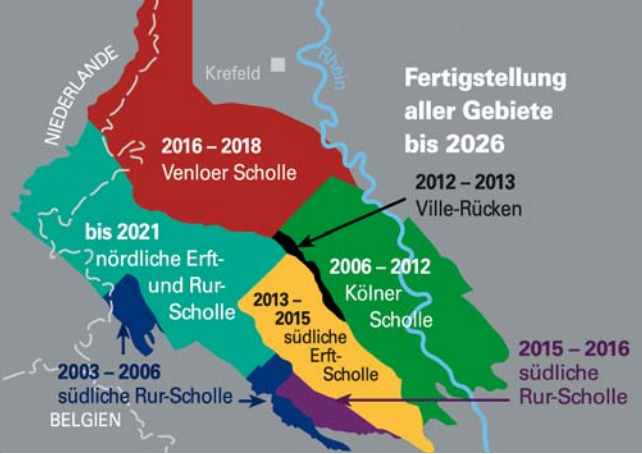 NIEDERLANDE
Krefeld
Rhein
Fertigstellung
aller Gebiete
bis 2026
2016 – 2018
Venloer Scholle
2012 – 2013
Ville-Rücken
bis 2021
nördliche Erft-
und Rur-
Scholle
2006 – 2012
Kölner
Scholle
2013 –
2015
südliche
Erft-
Scholle
2003 – 2006
südliche Rur-Scholle
BELGIEN
2015 – 2016
südliche
Rur-Scholle